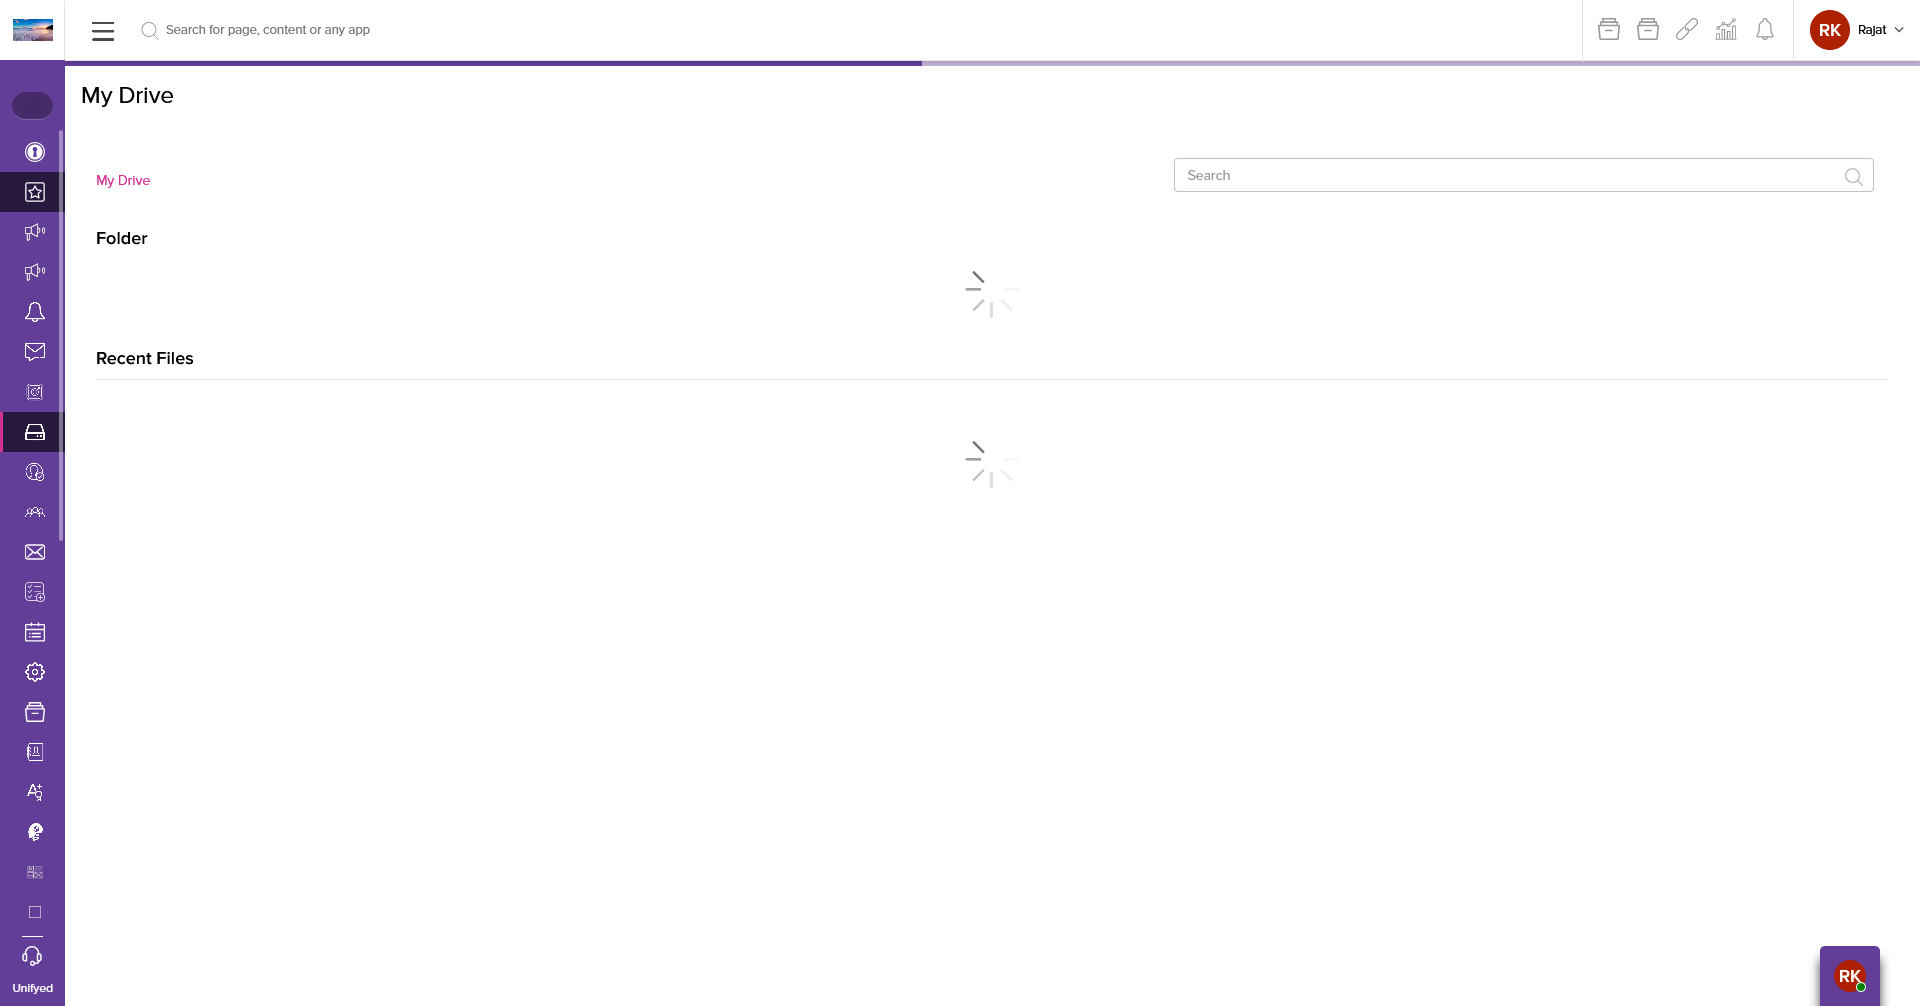 Search for page, content or any app
RK
Rajat
My Drive
My Drive
Search
Folder
Recent Files
Unifyed
RK